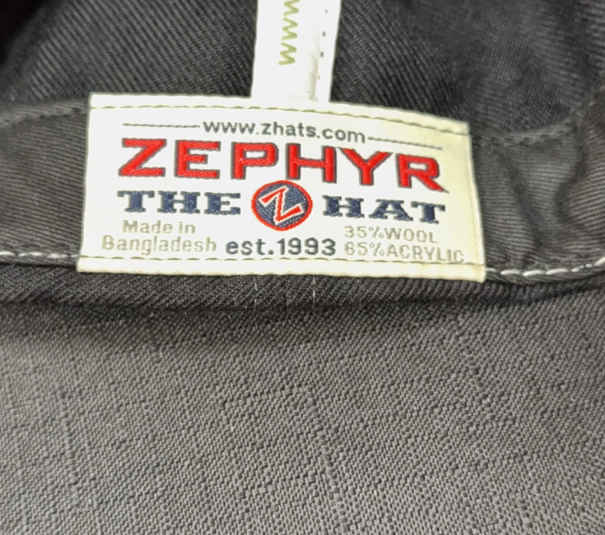 www.zhats.com
ZEPHYR
THE Z HAT
Made in
Bangladesh
est.1993
35%WOOL
65%ACRYLIC